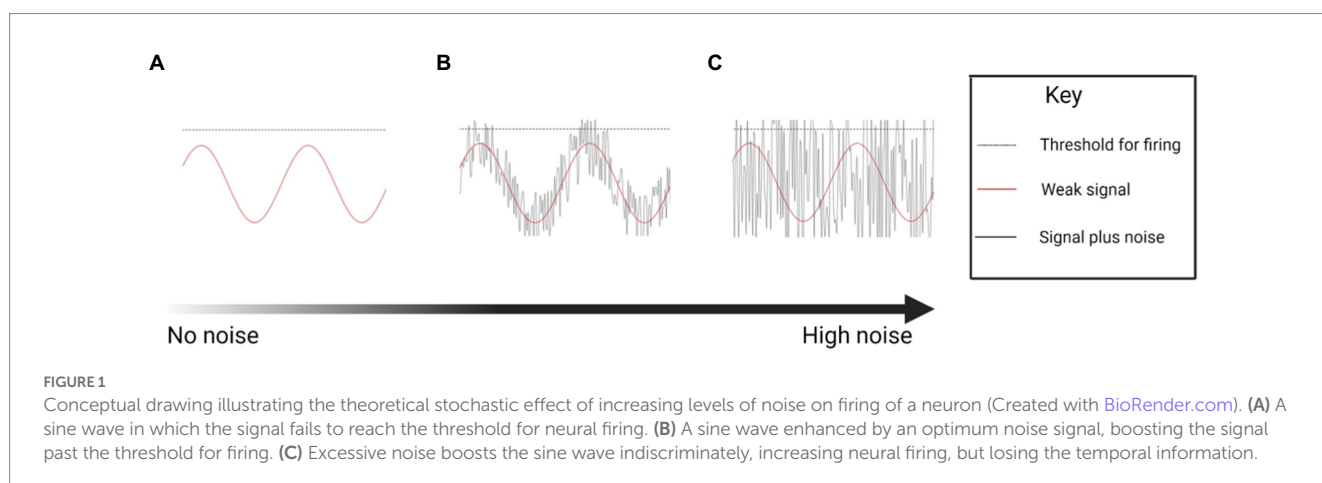 A B C
Key
Threshold for firing
Weak signal
Signal plus noise
No noise High noise
FIGURE 1
Conceptual drawing illustrating the theoretical stochastic effect of increasing levels of noise on firing of a neuron (Created with BioRender.com). (A) A
sine wave in which the signal fails to reach the threshold for neural firing. (B) A sine wave enhanced by an optimum noise signal, boosting the signal
past the threshold for firing. (C) Excessive noise boosts the sine wave indiscriminately, increasing neural firing, but losing the temporal information.